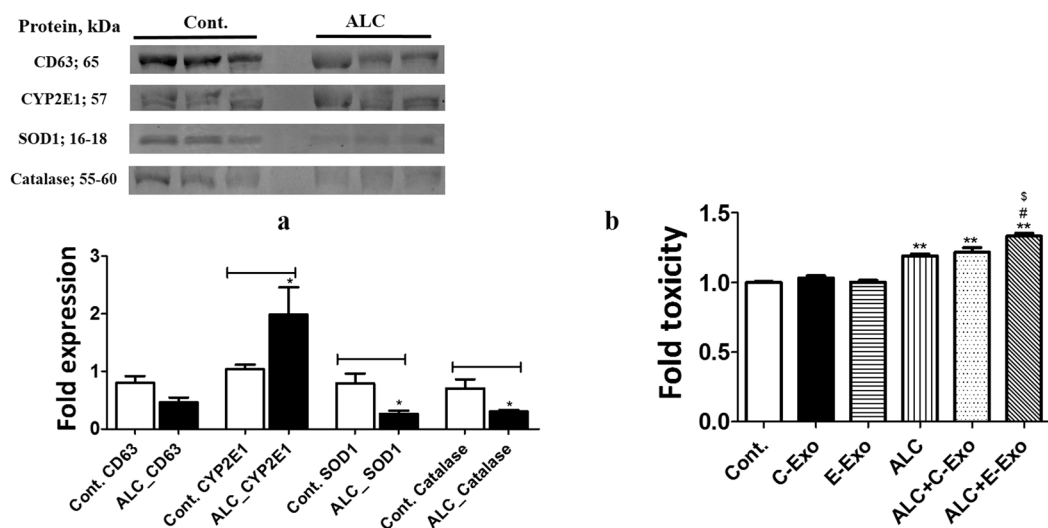 Protein, kDa
Cont.
ALC
CD63; 65
CYP2E1; 57
SOD1; 16-18
Catalase; 55-60
a
Fold expression
3
2
1
0
*
*
*
Cont. CD63
ALC_CD63
Cont. CYP2E1
ALC_CYP2E1
Cont. SOD1
ALC_SOD1
Cont. Catalase
ALC_Catalase
b
Fold toxicity
1.5
1.0
0.5
0.0
**
**
$
#
**
Cont.
C-Exo
E-Exo
ALC
ALC+C-Exo
ALC+E-Exo